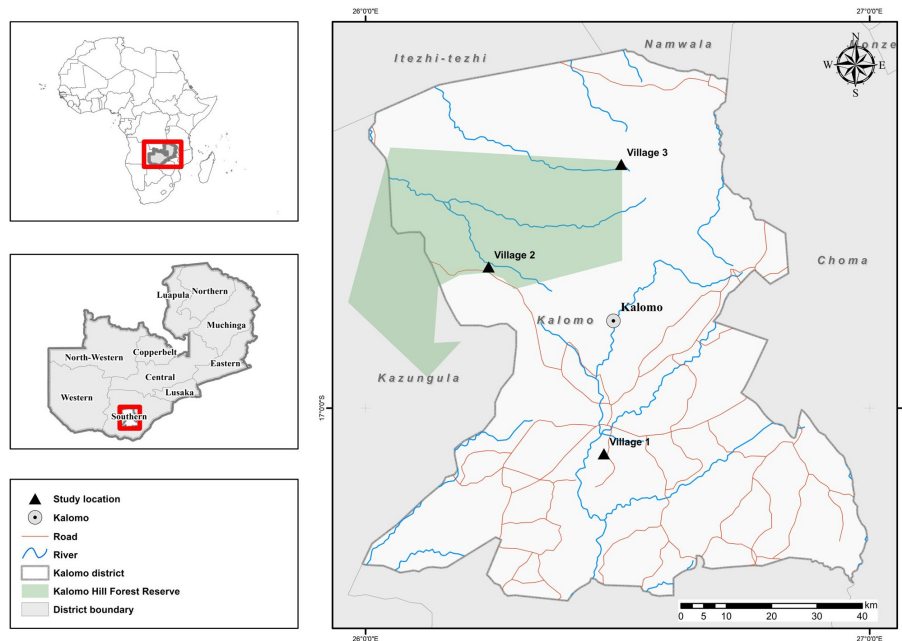 26°0'0"E
27°0'0"E
Itezhi-tezhi
Namwala
Monze
N
W
E
S
Village 3
Village 2
Choma
Kalomo
Kalomo
Kazungula
17°0'0"S
Village 1
km
0 5 10 20 30 40
26°0'0"E
27°0'0"E
Luapula
Northern
Muchinga
North-Western
Copperbelt
Eastern
Central
Lusaka
Western
Southern
Study location
Kalomo
Road
River
Kalomo district
Kalomo Hill Forest Reserve
District boundary